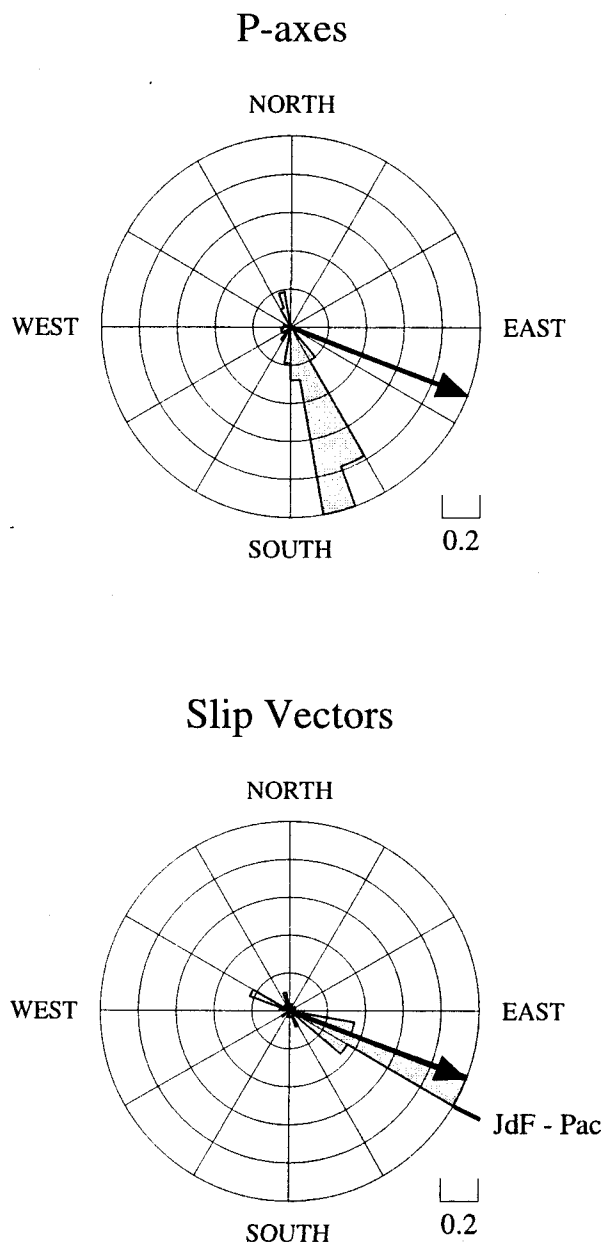 P-axes
NORTH
WEST
EAST
SOUTH
0.2
Slip Vectors
NORTH
WEST
EAST
JdF - Pac
SOUTH
0.2